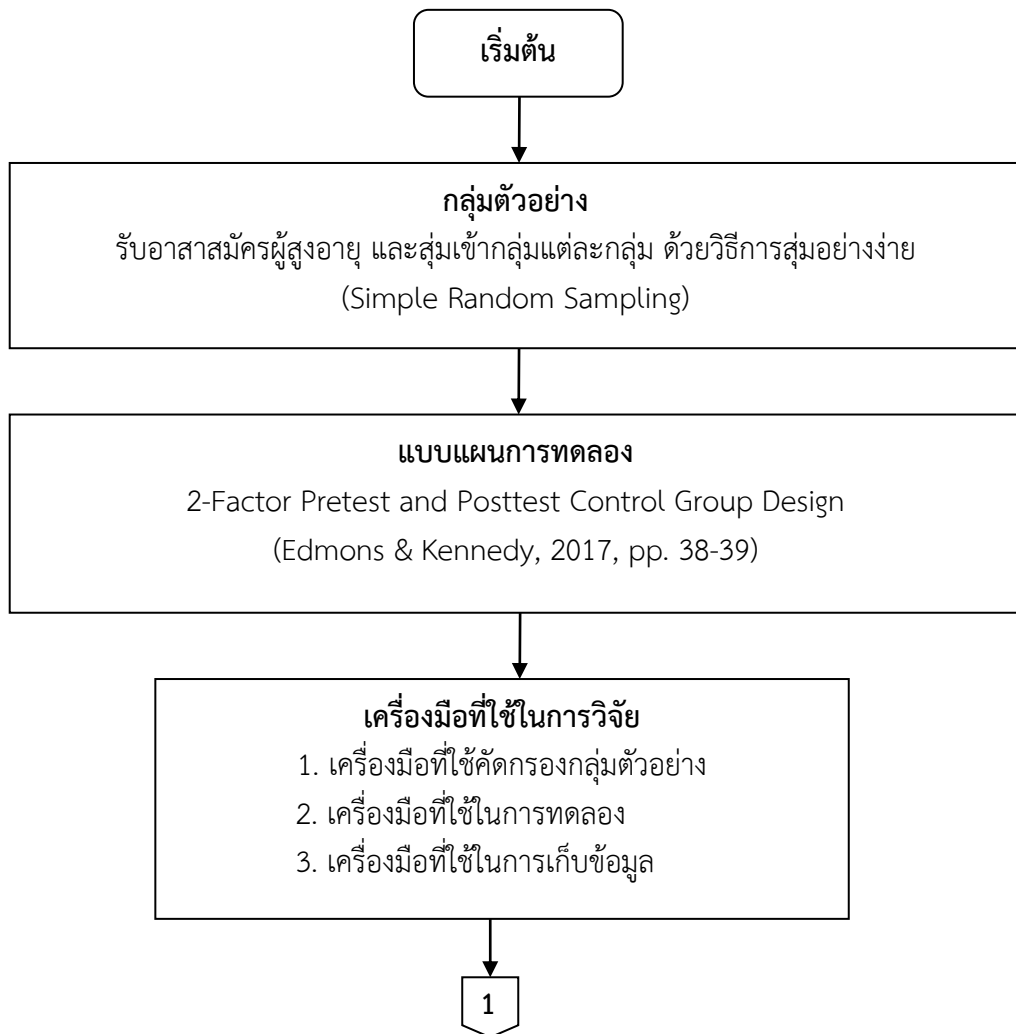 เริ่มต้น
กลุ่มตัวอย่าง
รับอาสาสมัครผู้สูงอายุ และสุ่มเข้ากลุ่มแต่ละกลุ่ม ด้วยวิธีการสุ่มอย่างง่าย
(Simple Random Sampling)
แบบแผนการทดลอง
2-Factor Pretest and Posttest Control Group Design
(Edmons & Kennedy, 2017, pp. 38-39)
เครื่องมือที่ใช้ในการวิจัย
1. เครื่องมือที่ใช้คัดกรองกลุ่มตัวอย่าง
2. เครื่องมือที่ใช้ในการทดลอง
3. เครื่องมือที่ใช้ในการเก็บข้อมูล
1